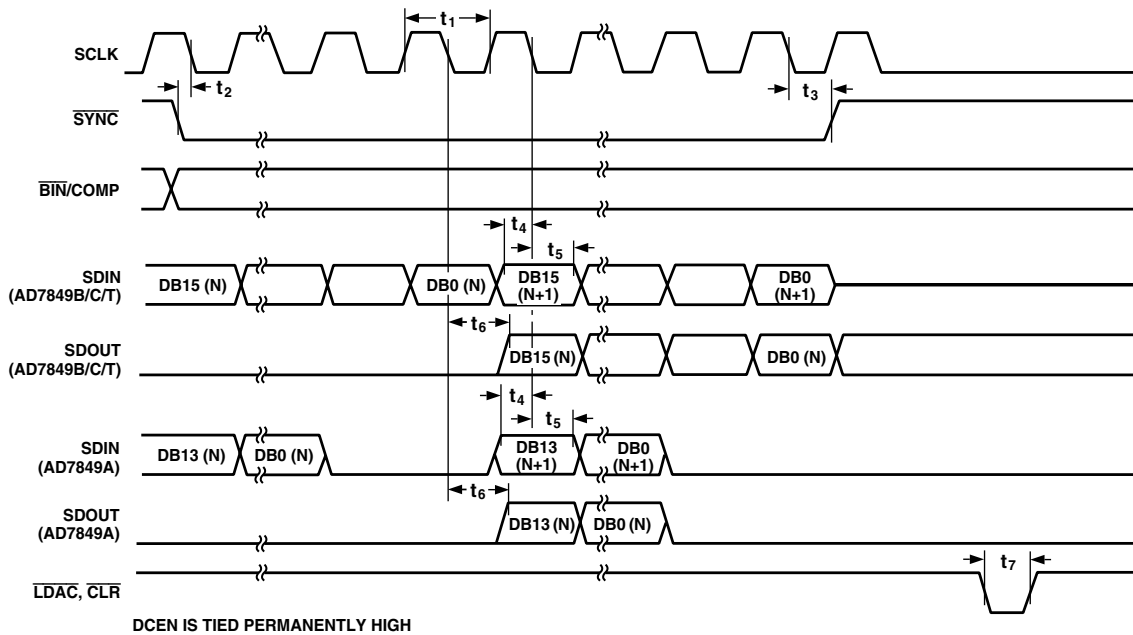 t1
SCLK
t2
t3
SYNC
BIN/COMP
t4
t5
SDIN
(AD7849B/C/T)
DB15 (N)
DB0 (N)
DB15
(N+1)
DB0
(N+1)
t6
SDOUT
(AD7849B/C/T)
DB15 (N)
DB0 (N)
t4
t5
SDIN
(AD7849A)
DB13 (N)
DB0 (N)
DB13
(N+1)
DB0
(N+1)
t6
SDOUT
(AD7849A)
DB13 (N)
DB0 (N)
t7
LDAC, CLR
DCEN IS TIED PERMANENTLY HIGH